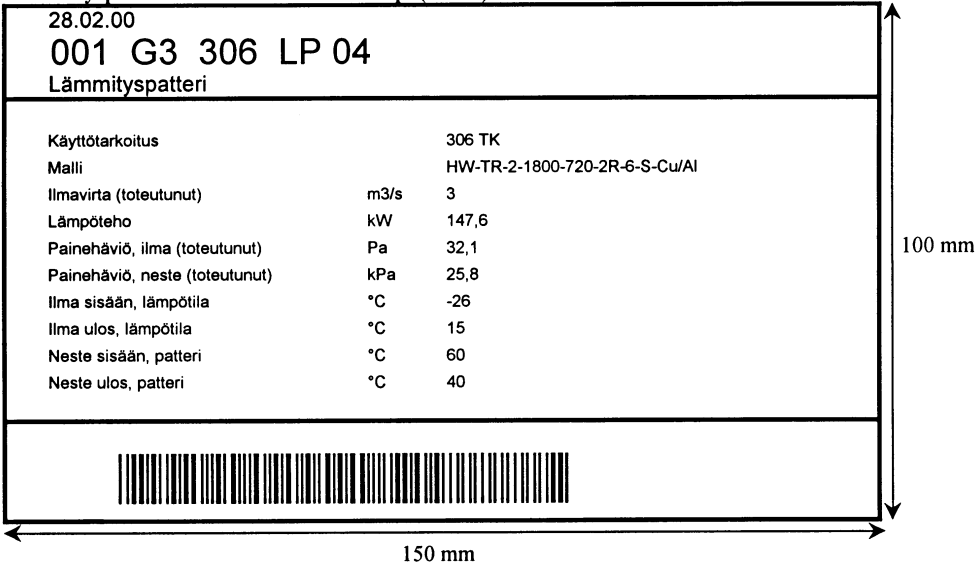 28.02.00
001 G3 306 LP 04
Lämmityspatteri
Käyttötarkoitus 306 TK
Malli HW-TR-2-1800-720-2R-6-S-Cu/Al
Ilmavirta (toteutunut) m3/s 3
Lämpöteho kW 147,6
Painehäviö, ilma (toteutunut) Pa 32,1
Painehäviö, neste (toteutunut) kPa 25,8
Ilma sisään, lämpötila °C -26
Ilma ulos, lämpötila °C 15
Neste sisään, patteri °C 60
Neste ulos, patteri °C 40
100 mm
150 mm